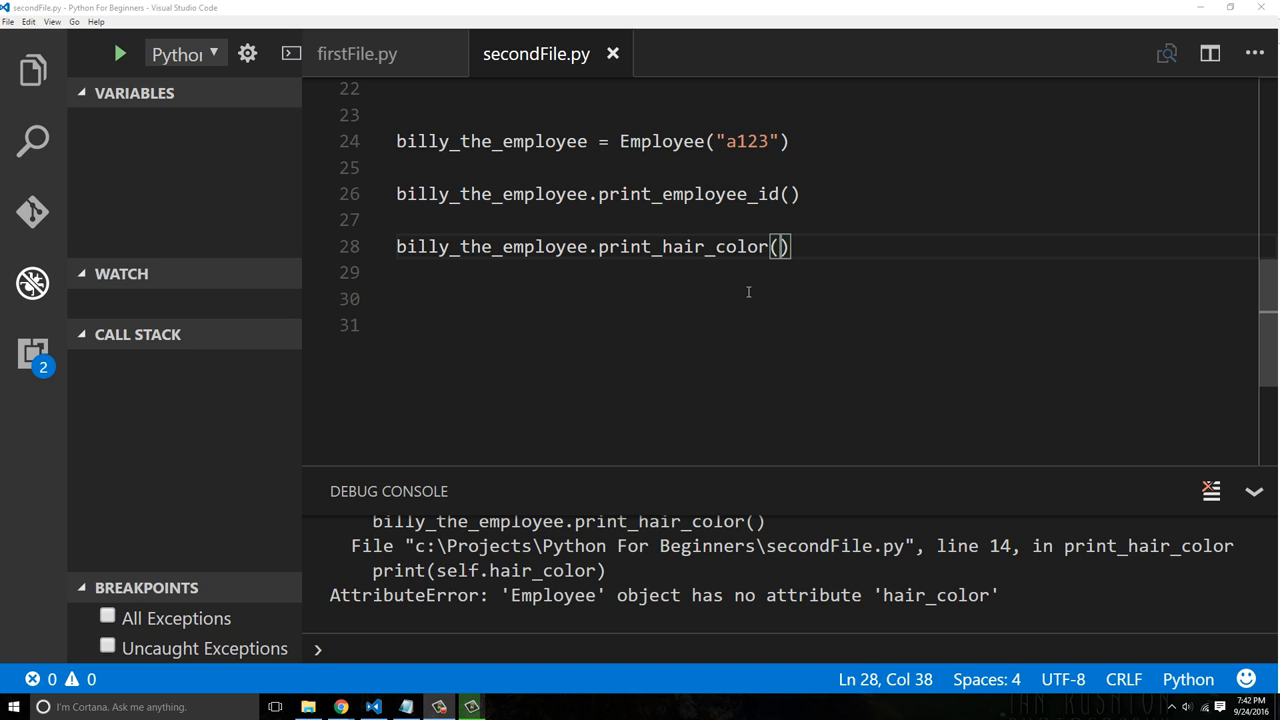 secondFile.py - Python For Beginners - Visual Studio Code
File Edit View Go Help
Python
firstFile.py
secondFile.py
VARIABLES
WATCH
CALL STACK
2
BREAKPOINTS
All Exceptions
Uncaught Exceptions
22
23
24 billy_the_employee = Employee("a123")
25
26 billy_the_employee.print_employee_id()
27
28 billy_the_employee.print_hair_color()
29
30
31
DEBUG CONSOLE
billy_the_employee.print_hair_color()
File "c:\Projects\Python For Beginners\secondFile.py", line 14, in print_hair_color
print(self.hair_color)
AttributeError: 'Employee' object has no attribute 'hair_color'
0 0
Ln 28, Col 38 Spaces: 4 UTF-8 CRLF Python
I'm Cortana. Ask me anything.
7:42 PM
9/24/2016